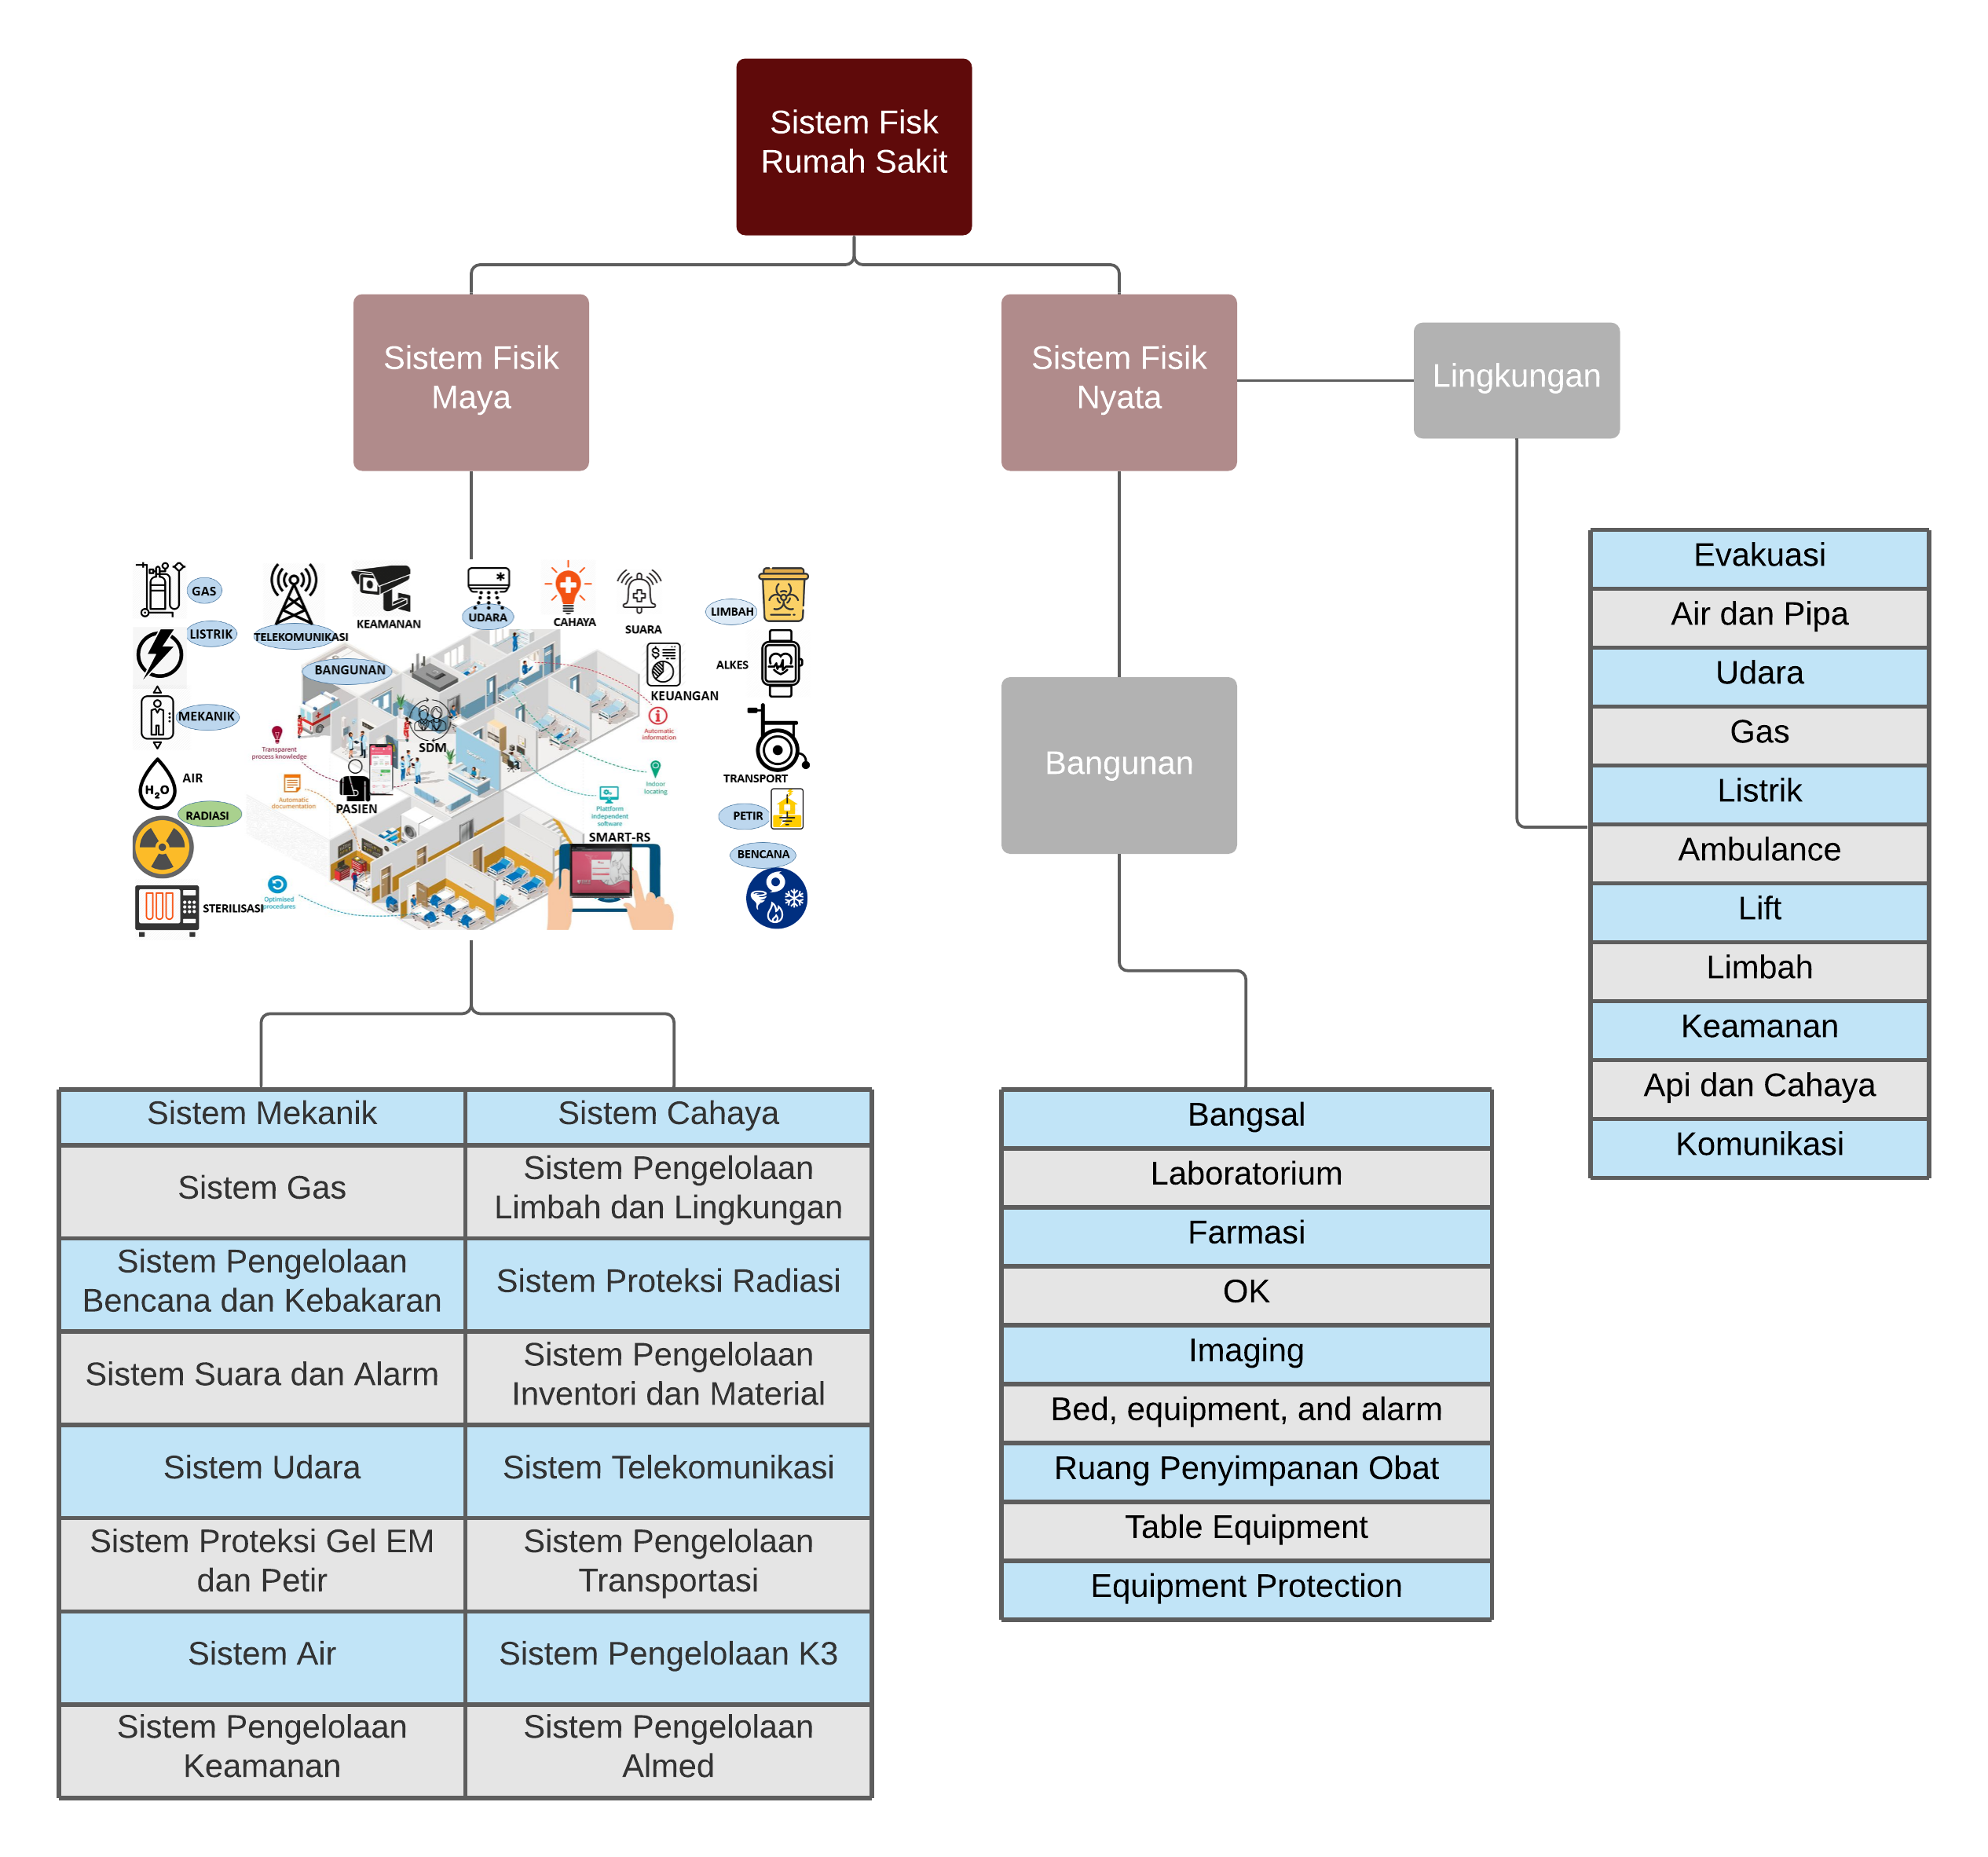 Sistem Fisk
Rumah Sakit
Sistem Fisik
Maya
Sistem Fisik
Nyata
Lingkungan
GAS
LISTRIK
TELEKOMUNIKASI
KEAMANAN
UDARA
CAHAYA
SUARA
LIMBAH
BANGUNAN
ALKES
KEUANGAN
MEKANIK
SDM
Automatic
information
Transparent
process knowledge
AIR
H₂O
Automatic
documentation
PASIEN
Indoor
locating
TRANSPORT
Plattform
independent
software
RADIASI
PETIR
SMART-RS
BENCANA
STERILISASI
Optimised
procedures
Bangunan
Evakuasi
Air dan Pipa
Udara
Gas
Listrik
Ambulance
Lift
Limbah
Keamanan
Api dan Cahaya
Komunikasi
Sistem Mekanik
Sistem Cahaya
Sistem Gas
Sistem Pengelolaan
Limbah dan Lingkungan
Sistem Pengelolaan
Bencana dan Kebakaran
Sistem Proteksi Radiasi
Sistem Suara dan Alarm
Sistem Pengelolaan
Inventori dan Material
Sistem Udara
Sistem Telekomunikasi
Sistem Proteksi Gel EM
dan Petir
Sistem Pengelolaan
Transportasi
Sistem Air
Sistem Pengelolaan K3
Sistem Pengelolaan
Keamanan
Sistem Pengelolaan
Almed
Bangsal
Laboratorium
Farmasi
OK
Imaging
Bed, equipment, and alarm
Ruang Penyimpanan Obat
Table Equipment
Equipment Protection